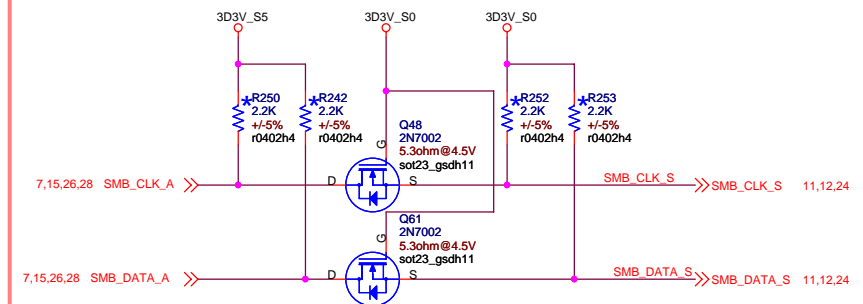 3D3V_S5
3D3V_S0
3D3V_S0
R250
2.2K
+/-5%
r0402h4
R242
2.2K
+/-5%
r0402h4
Q48
2N7002
5.3ohm@4.5V
sot23_gsdh11
R252
2.2K
+/-5%
r0402h4
R253
2.2K
+/-5%
r0402h4
G
7,15,26,28 SMB_CLK_A
D
S
SMB_CLK_S
SMB_CLK_S 11,12,24
Q61
2N7002
5.3ohm@4.5V
sot23_gsdh11
G
7,15,26,28 SMB_DATA_A
D
S
SMB_DATA_S
SMB_DATA_S 11,12,24